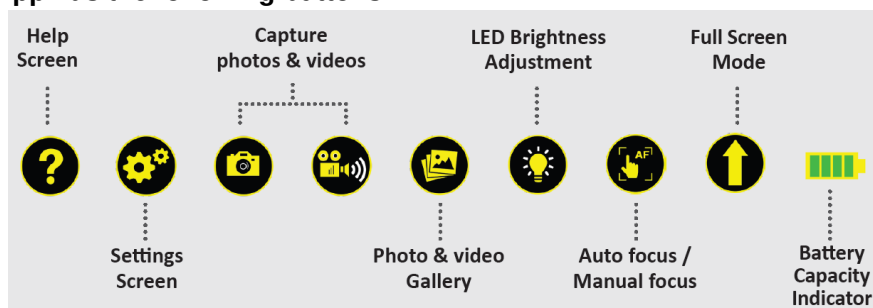 Help
Screen
Capture
photos & videos
LED Brightness
Adjustment
Full Screen
Mode
?
AF
Settings
Screen
Photo & video
Gallery
Auto focus /
Manual focus
Battery
Capacity
Indicator